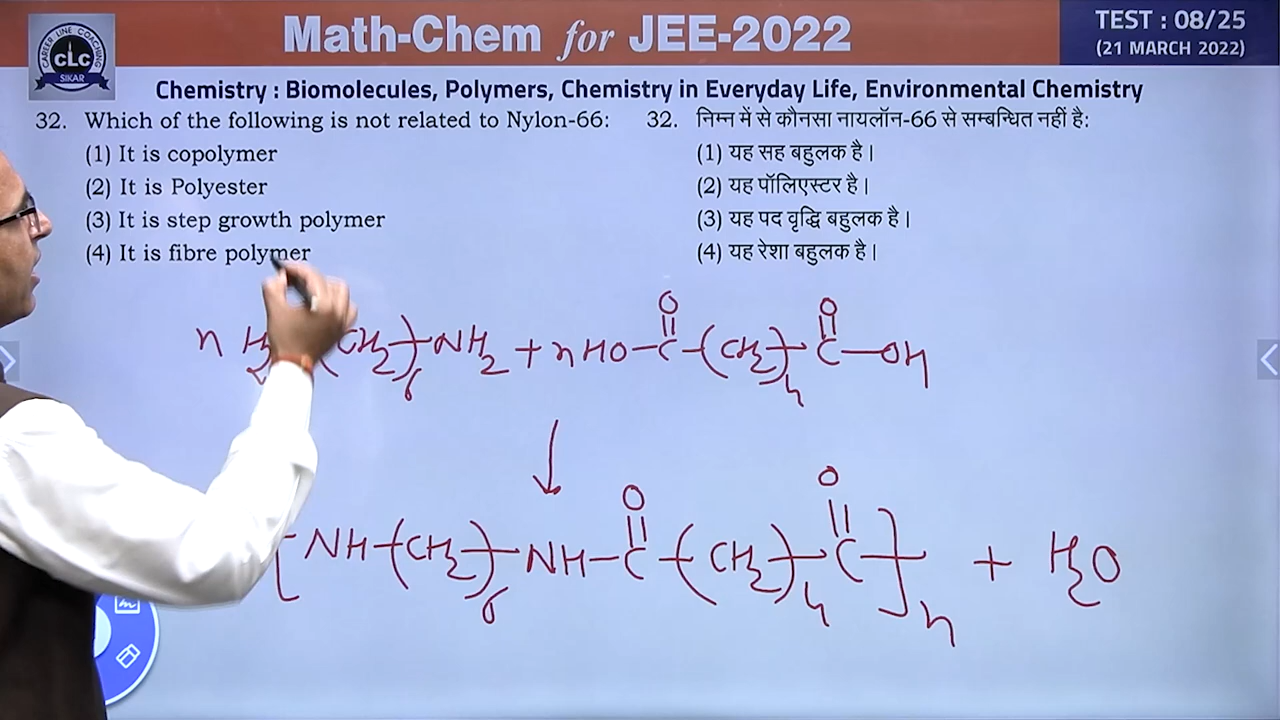 CAREER LINE COACHING
CLC
SIKAR
Math-Chem for JEE-2022
TEST : 08/25
(21 MARCH 2022)
Chemistry : Biomolecules, Polymers, Chemistry in Everyday Life, Environmental Chemistry
32. Which of the following is not related to Nylon-66:
(1) It is copolymer
(2) It is Polyester
(3) It is step growth polymer
(4) It is fibre polymer
32. निम्न में से कौनसा नायलॉन-66 से सम्बन्धित नहीं है:
(1) यह सह बहुलक है।
(2) यह पॉलिएस्टर है।
(3) यह पद वृद्धि बहुलक है।
(4) यह रेशा बहुलक है।
O O
||  ||
n H2 (CH2)6-NH2 + n HO-C-(CH2)4-C-OH
O O
||  ||
[NH-(CH2)6-NH-C-(CH2)4-C-]n + H2O